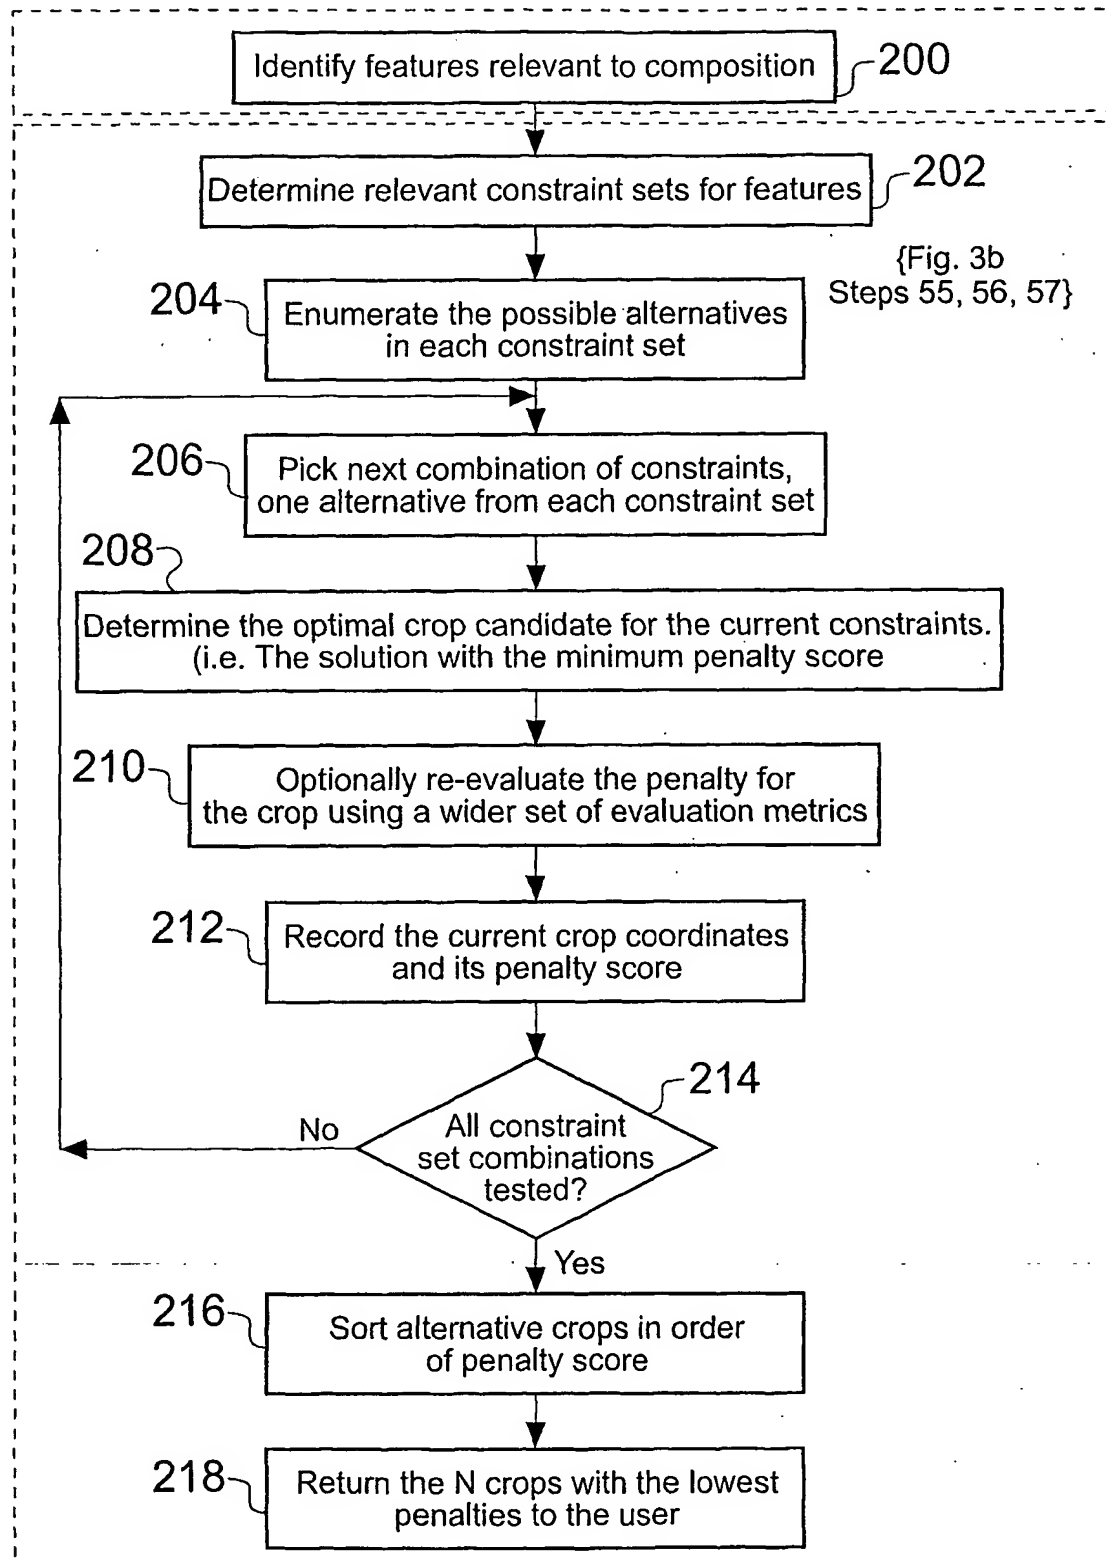 Identify features relevant to composition
200
Determine relevant constraint sets for features
202
{Fig. 3b
Steps 55, 56, 57}
204
Enumerate the possible alternatives
in each constraint set
206
Pick next combination of constraints,
one alternative from each constraint set
208
Determine the optimal crop candidate for the current constraints.
(i.e. The solution with the minimum penalty score
210
Optionally re-evaluate the penalty for
the crop using a wider set of evaluation metrics
212
Record the current crop coordinates
and its penalty score
214
No
All constraint
set combinations
tested?
Yes
216
Sort alternative crops in order
of penalty score
218
Return the N crops with the lowest
penalties to the user